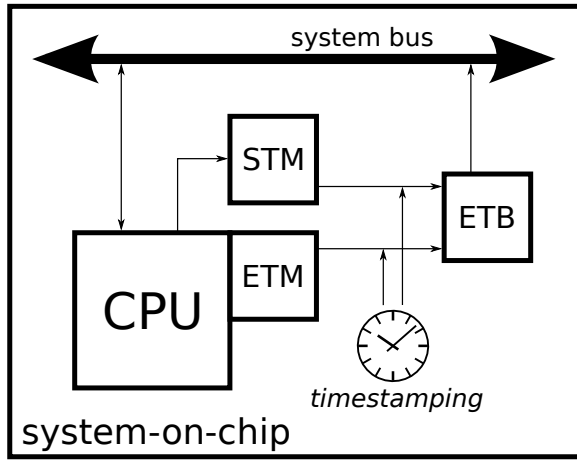 system bus
STM
ETB
ETM
CPU
timestamping
system-on-chip